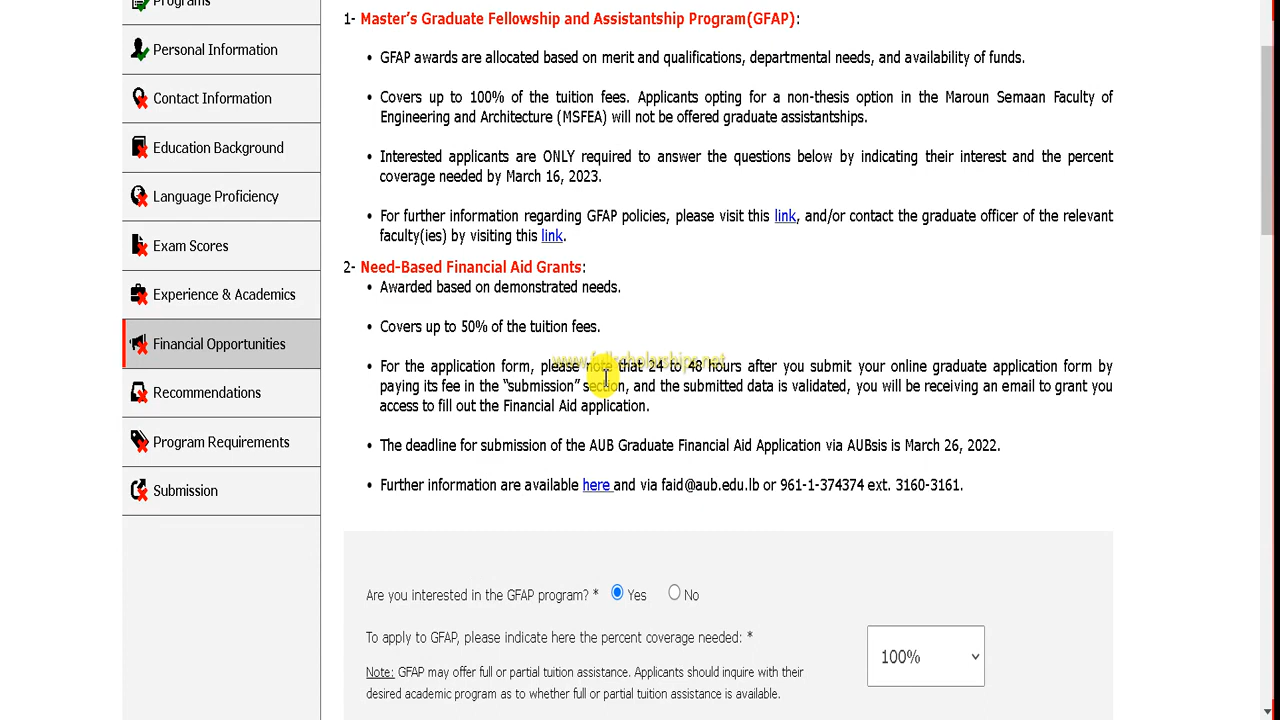 Programs
Personal Information
Contact Information
Education Background
Language Proficiency
Exam Scores
Experience & Academics
Financial Opportunities
Recommendations
Program Requirements
Submission
1- Master's Graduate Fellowship and Assistantship Program(GFAP):
• GFAP awards are allocated based on merit and qualifications, departmental needs, and availability of funds.
• Covers up to 100% of the tuition fees. Applicants opting for a non-thesis option in the Maroun Semaan Faculty of
Engineering and Architecture (MSFEA) will not be offered graduate assistantships.
• Interested applicants are ONLY required to answer the questions below by indicating their interest and the percent
coverage needed by March 16, 2023.
• For further information regarding GFAP policies, please visit this link, and/or contact the graduate officer of the relevant
faculty(ies) by visiting this link.
2- Need-Based Financial Aid Grants:
• Awarded based on demonstrated needs.
• Covers up to 50% of the tuition fees.
• For the application form, please note that 24 to 48 hours after you submit your online graduate application form by
paying its fee in the “submission” section, and the submitted data is validated, you will be receiving an email to grant you
access to fill out the Financial Aid application.
• The deadline for submission of the AUB Graduate Financial Aid Application via AUBsis is March 26, 2022.
• Further information are available here and via faid@aub.edu.lb or 961-1-374374 ext. 3160-3161.
Are you interested in the GFAP program? * Yes No
To apply to GFAP, please indicate here the percent coverage needed: *
100%
Note: GFAP may offer full or partial tuition assistance. Applicants should inquire with their
desired academic program as to whether full or partial tuition assistance is available.